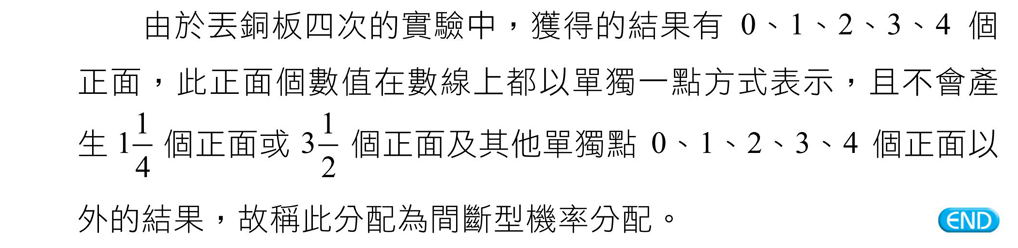 由於丟銅板四次的實驗中，獲得的結果有 0、1、2、3、4 個
正面，此正面個數值在數線上都以單獨一點方式表示，且不會產
生 1 1/4 個正面或 3 1/2 個正面及其他單獨點 0、1、2、3、4 個正面以
外的結果，故稱此分配為間斷型機率分配。 END